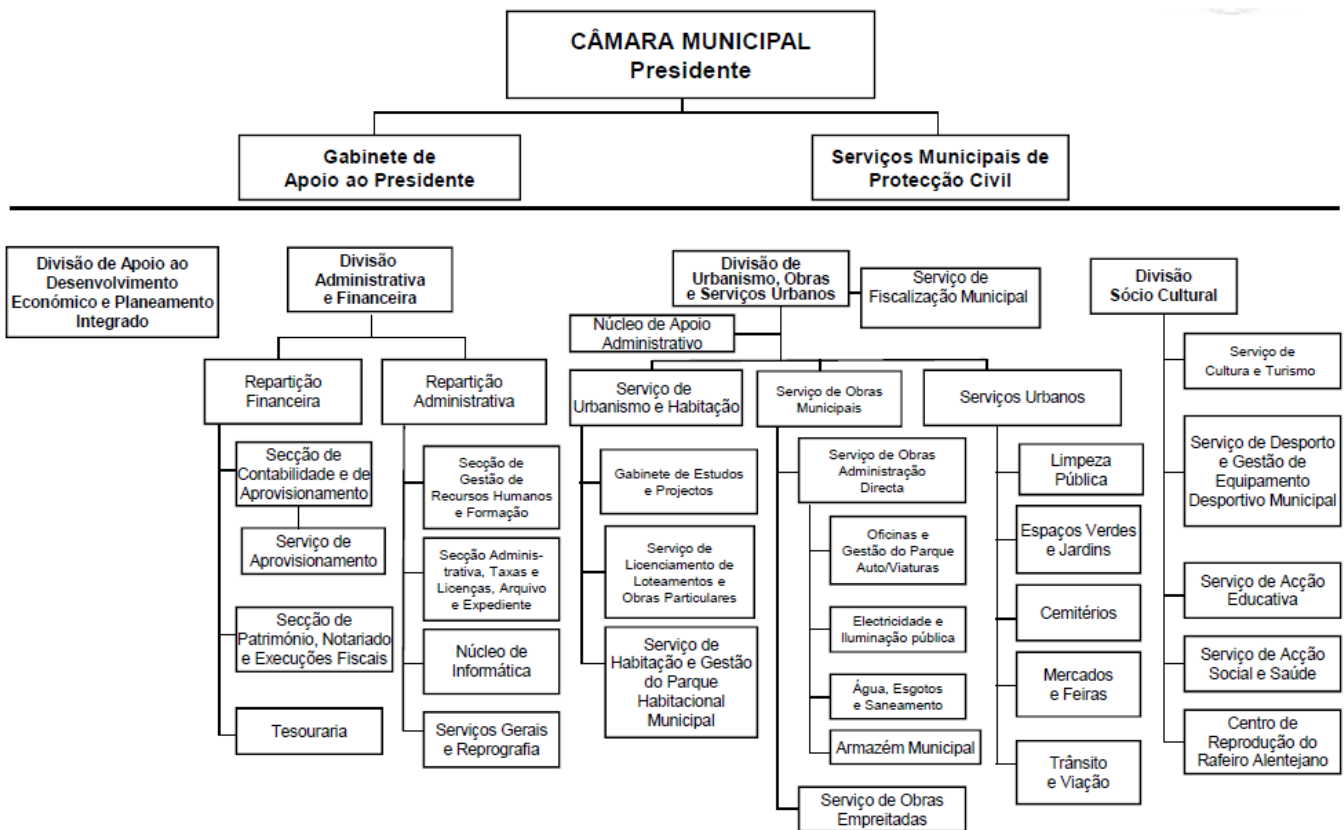 CÂMARA MUNICIPAL
Presidente
Gabinete de
Apoio ao Presidente
Serviços Municipais de
Protecção Civil
Divisão de Apoio ao
Desenvolvimento
Económico e Planeamento
Integrado
Divisão
Administrativa
e Financeira
Divisão de
Urbanismo, Obras
e Serviços Urbanos
Serviço de
Fiscalização Municipal
Divisão
Sócio Cultural
Núcleo de Apoio
Administrativo
Repartição
Financeira
Repartição
Administrativa
Serviço de
Urbanismo e Habitação
Serviço de Obras
Municipais
Serviços Urbanos
Serviço de
Cultura e Turismo
Secção de
Contabilidade e de
Aprovisionamento
Serviço de
Aprovisionamento
Secção de
Património, Notariado
e Execuções Fiscais
Tesouraria
Secção de
Gestão de
Recursos Humanos
e Formação
Secção Adminis-
trativa, Taxas e
Licenças, Arquivo
e Expediente
Núcleo de
Informática
Serviços Gerais
e Reprografia
Gabinete de Estudos
e Projectos
Serviço de
Licenciamento de
Loteamentos e
Obras Particulares
Serviço de
Habitação e Gestão
do Parque
Habitacional
Municipal
Serviço de Obras
Administração
Directa
Oficinas e
Gestão do Parque
Auto/Viaturas
Electricidade e
Iluminação pública
Água, Esgotos
e Saneamento
Armazém Municipal
Serviço de Obras
Empreitadas
Limpeza
Pública
Espaços Verdes
e Jardins
Cemitérios
Mercados
e Feiras
Trânsito
e Viação
Serviço de Desporto
e Gestão de
Equipamento
Desportivo Municipal
Serviço de Acção
Educativa
Serviço de Acção
Social e Saúde
Centro de
Reprodução do
Rafeiro Alentejano